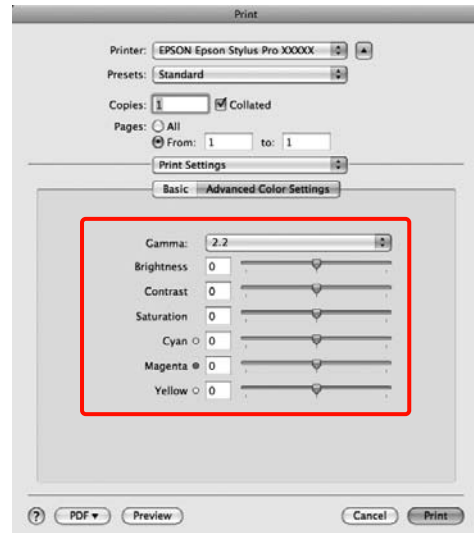 Print
Printer: EPSON Epson Stylus Pro XXXXX
Presets: Standard
Copies: 1 Collated
Pages: All
From: 1 to: 1
Print Settings
Basic Advanced Color Settings
Gamma: 2.2
Brightness 0
Contrast 0
Saturation 0
Cyan 0
Magenta 0
Yellow 0
? PDF Preview Cancel Print